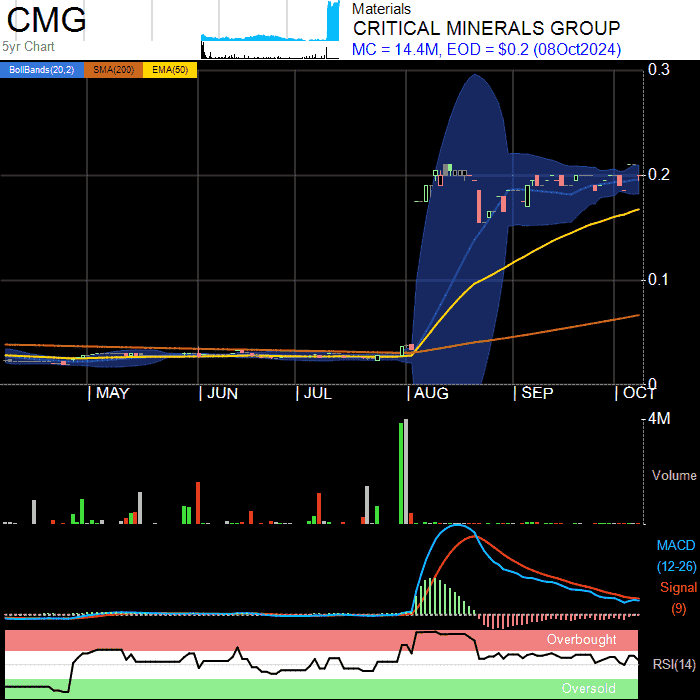 CMG
5yr Chart
Materials
CRITICAL MINERALS GROUP
MC = 14.4M, EOD = $0.2 (08Oct2024)
BollBands(20,2) SMA(200) EMA(50)
0.3
0.2
0.1
0
MAY JUN JUL AUG SEP OCT
4M
Volume
MACD
(12-26)
Signal
(9)
Overbought
RSI(14)
Oversold